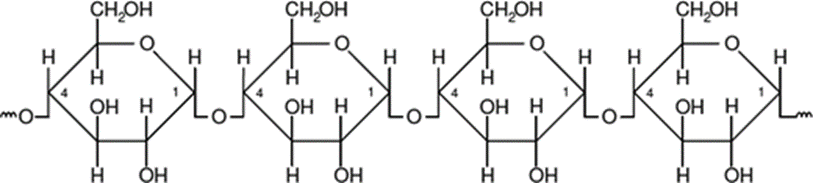 CH₂OH CH₂OH CH₂OH CH₂OH
O O O O
H H H H H H H H
H H H H
4 1 4 1 4 1 4 1
OH H OH H OH H OH H
O O O O
H OH H OH H OH H OH